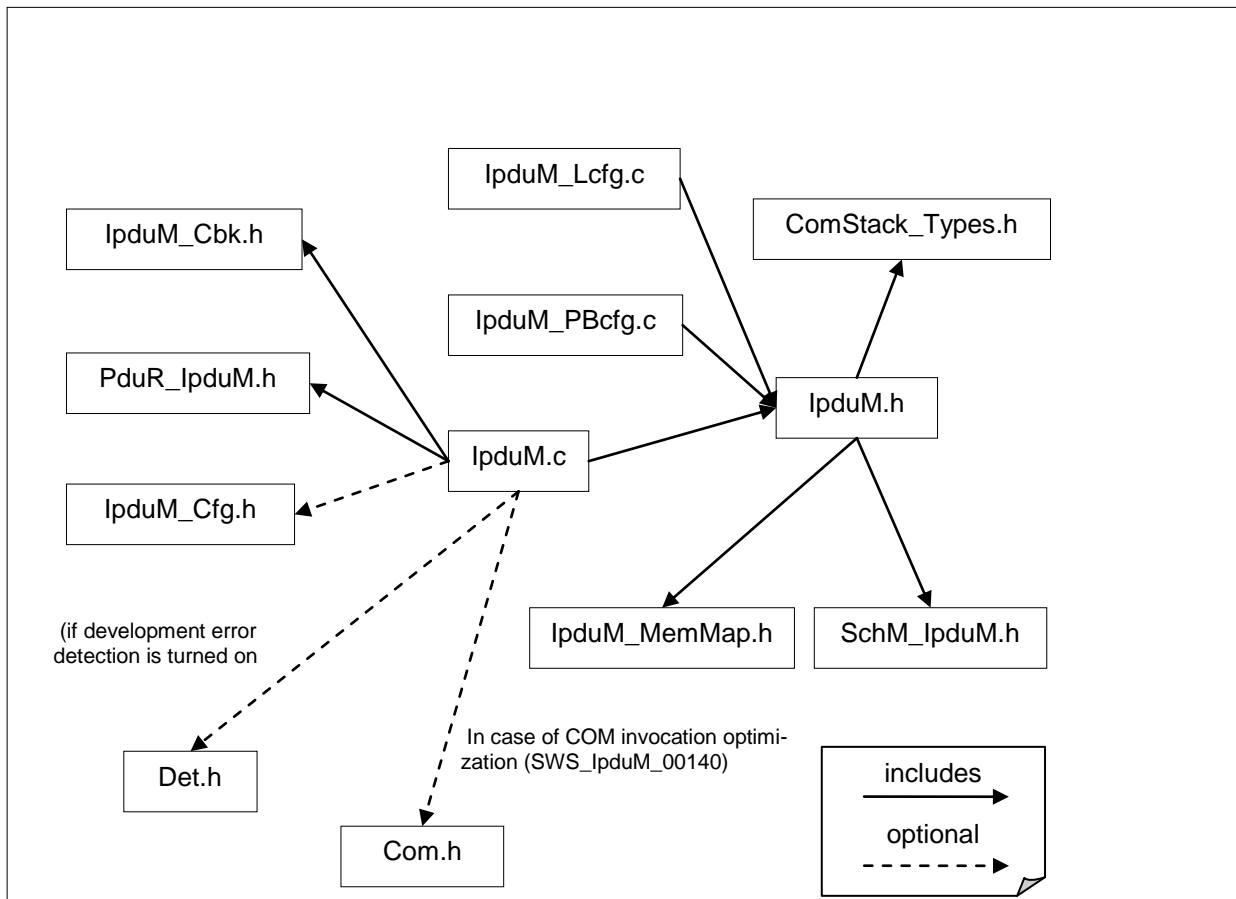 IpduM_Lcfg.c
IpduM_Cbk.h
ComStack_Types.h
IpduM_PBcfg.c
PduR_IpduM.h
IpduM.h
IpduM.c
IpduM_Cfg.h
(if development error
detection is turned on
IpduM_MemMap.h
SchM_IpduM.h
In case of COM invocation optimi-
zation (SWS_IpduM_00140)
Det.h
Com.h
includes
optional